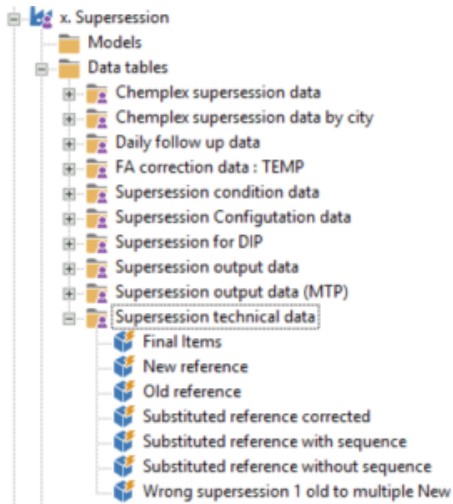 x. Supersession
Models
Data tables
Chemplex supersession data
Chemplex supersession data by city
Daily follow up data
FA correction data : TEMP
Supersession condition data
Supersession Configutation data
Supersession for DIP
Supersession output data
Supersession output data (MTP)
Supersession technical data
Final Items
New reference
Old reference
Substituted reference corrected
Substituted reference with sequence
Substituted reference without sequence
Wrong supersession 1 old to multiple New